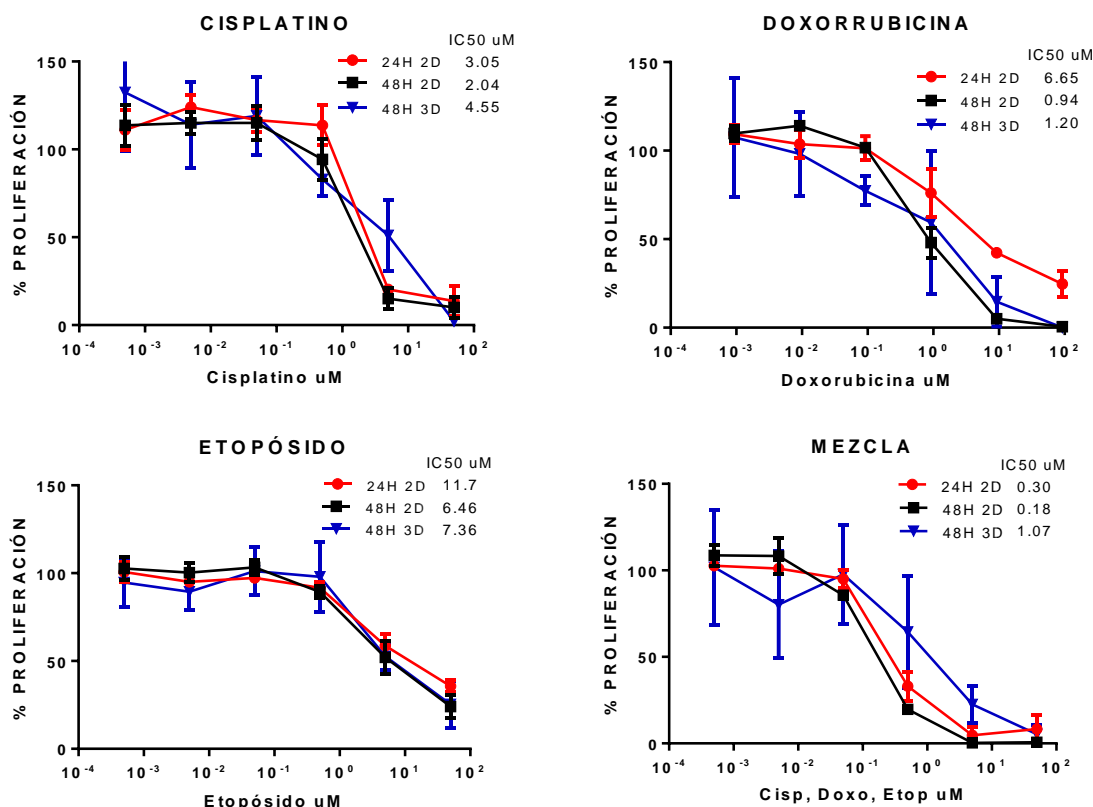 CISPLATINO
IC50 uM
24H 2D 3.05
48H 2D 2.04
48H 3D 4.55
% PROLIFERACIÓN
150
100
50
0
10-4 10-3 10-2 10-1 100 101 102
Cisplatino uM
DOXORRUBICINA
IC50 uM
24H 2D 6.65
48H 2D 0.94
48H 3D 1.20
% PROLIFERACIÓN
150
100
50
0
10-4 10-3 10-2 10-1 100 101 102
Doxorubicina uM
ETOPÓSIDO
IC50 uM
24H 2D 11.7
48H 2D 6.46
48H 3D 7.36
% PROLIFERACIÓN
150
100
50
0
10-4 10-3 10-2 10-1 100 101 102
Etopósido uM
MEZCLA
IC50 uM
24H 2D 0.30
48H 2D 0.18
48H 3D 1.07
% PROLIFERACIÓN
150
100
50
0
10-4 10-3 10-2 10-1 100 101 102
Cisp, Doxo, Etop uM